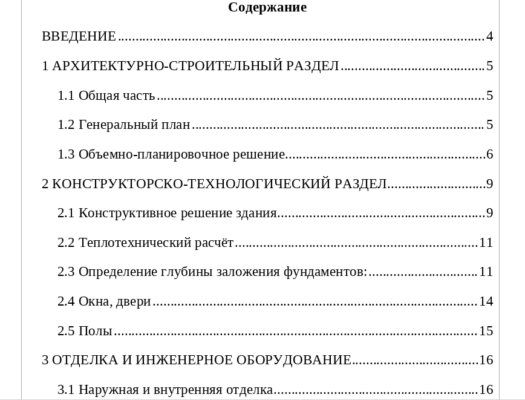 Содержание
ВВЕДЕНИЕ 4
1 АРХИТЕКТУРНО-СТРОИТЕЛЬНЫЙ РАЗДЕЛ 5
1.1 Общая часть 5
1.2 Генеральный план 5
1.3 Объемно-планировочное решение 6
2 КОНСТРУКТОРСКО-ТЕХНОЛОГИЧЕСКИЙ РАЗДЕЛ 9
2.1 Конструктивное решение здания 9
2.2 Теплотехнический расчёт 11
2.3 Определение глубины заложения фундаментов: 11
2.4 Окна, двери 14
2.5 Полы 15
3 ОТДЕЛКА И ИНЖЕНЕРНОЕ ОБОРУДОВАНИЕ 16
3.1 Наружная и внутренняя отделка 16